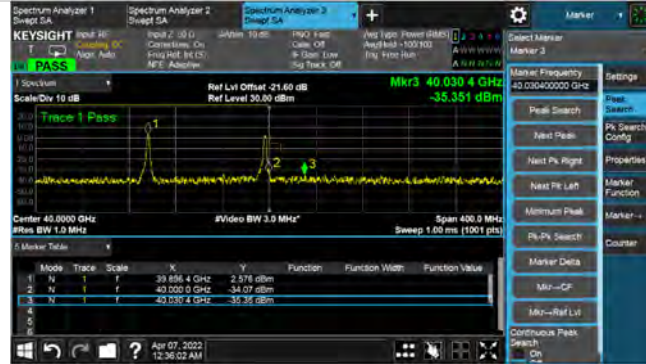 Spectrum Analyzer 1
Swept SA
Spectrum Analyzer 2
Swept SA
Spectrum Analyzer 3
Swept SA
+
Marker
KEYSIGHT
Input: RF
Coupling: DC
Align: Auto
Input Z: 50 Ω
Corrections: On
Freq Ref: Int (S)
NFE: Adaptive
#Atten: 10 dB
PNO: Fast
Gate: Off
IF Gain: Low
Sig Track: Off
Avg Type: Power (RMS)
Avg|Hold: >100/100
Trig: Free Run
PASS
Select Marker
Marker 3
Marker Frequency
40.030400000 GHz
Settings
Peak Search
Peak Search
Next Peak
Pk Search Config
Next Pk Right
Properties
Next Pk Left
Marker Function
Minimum Peak
Marker→
Pk-Pk Search
Counter
Marker Delta
Mkr→CF
Mkr→Ref Lvl
Continuous Peak Search
On
1 Spectrum
Scale/Div 10 dB
Ref Lvl Offset -21.60 dB
Ref Level 30.00 dBm
Mkr3 40.030 4 GHz
-35.351 dBm
Trace 1 Pass
1
2
3
Center 40.0000 GHz
#Res BW 1.0 MHz
#Video BW 3.0 MHz*
Span 400.0 MHz
Sweep 1.00 ms (1001 pts)
5 Marker Table
Mode Trace Scale X Y Function Function Width Function Value
1 N 1 f 39.896 4 GHz 2.576 dBm
2 N 1 f 40.000 0 GHz -34.07 dBm
3 N 1 f 40.030 4 GHz -35.35 dBm
4
5
6
?
Apr 07, 2022
12:36:02 AM